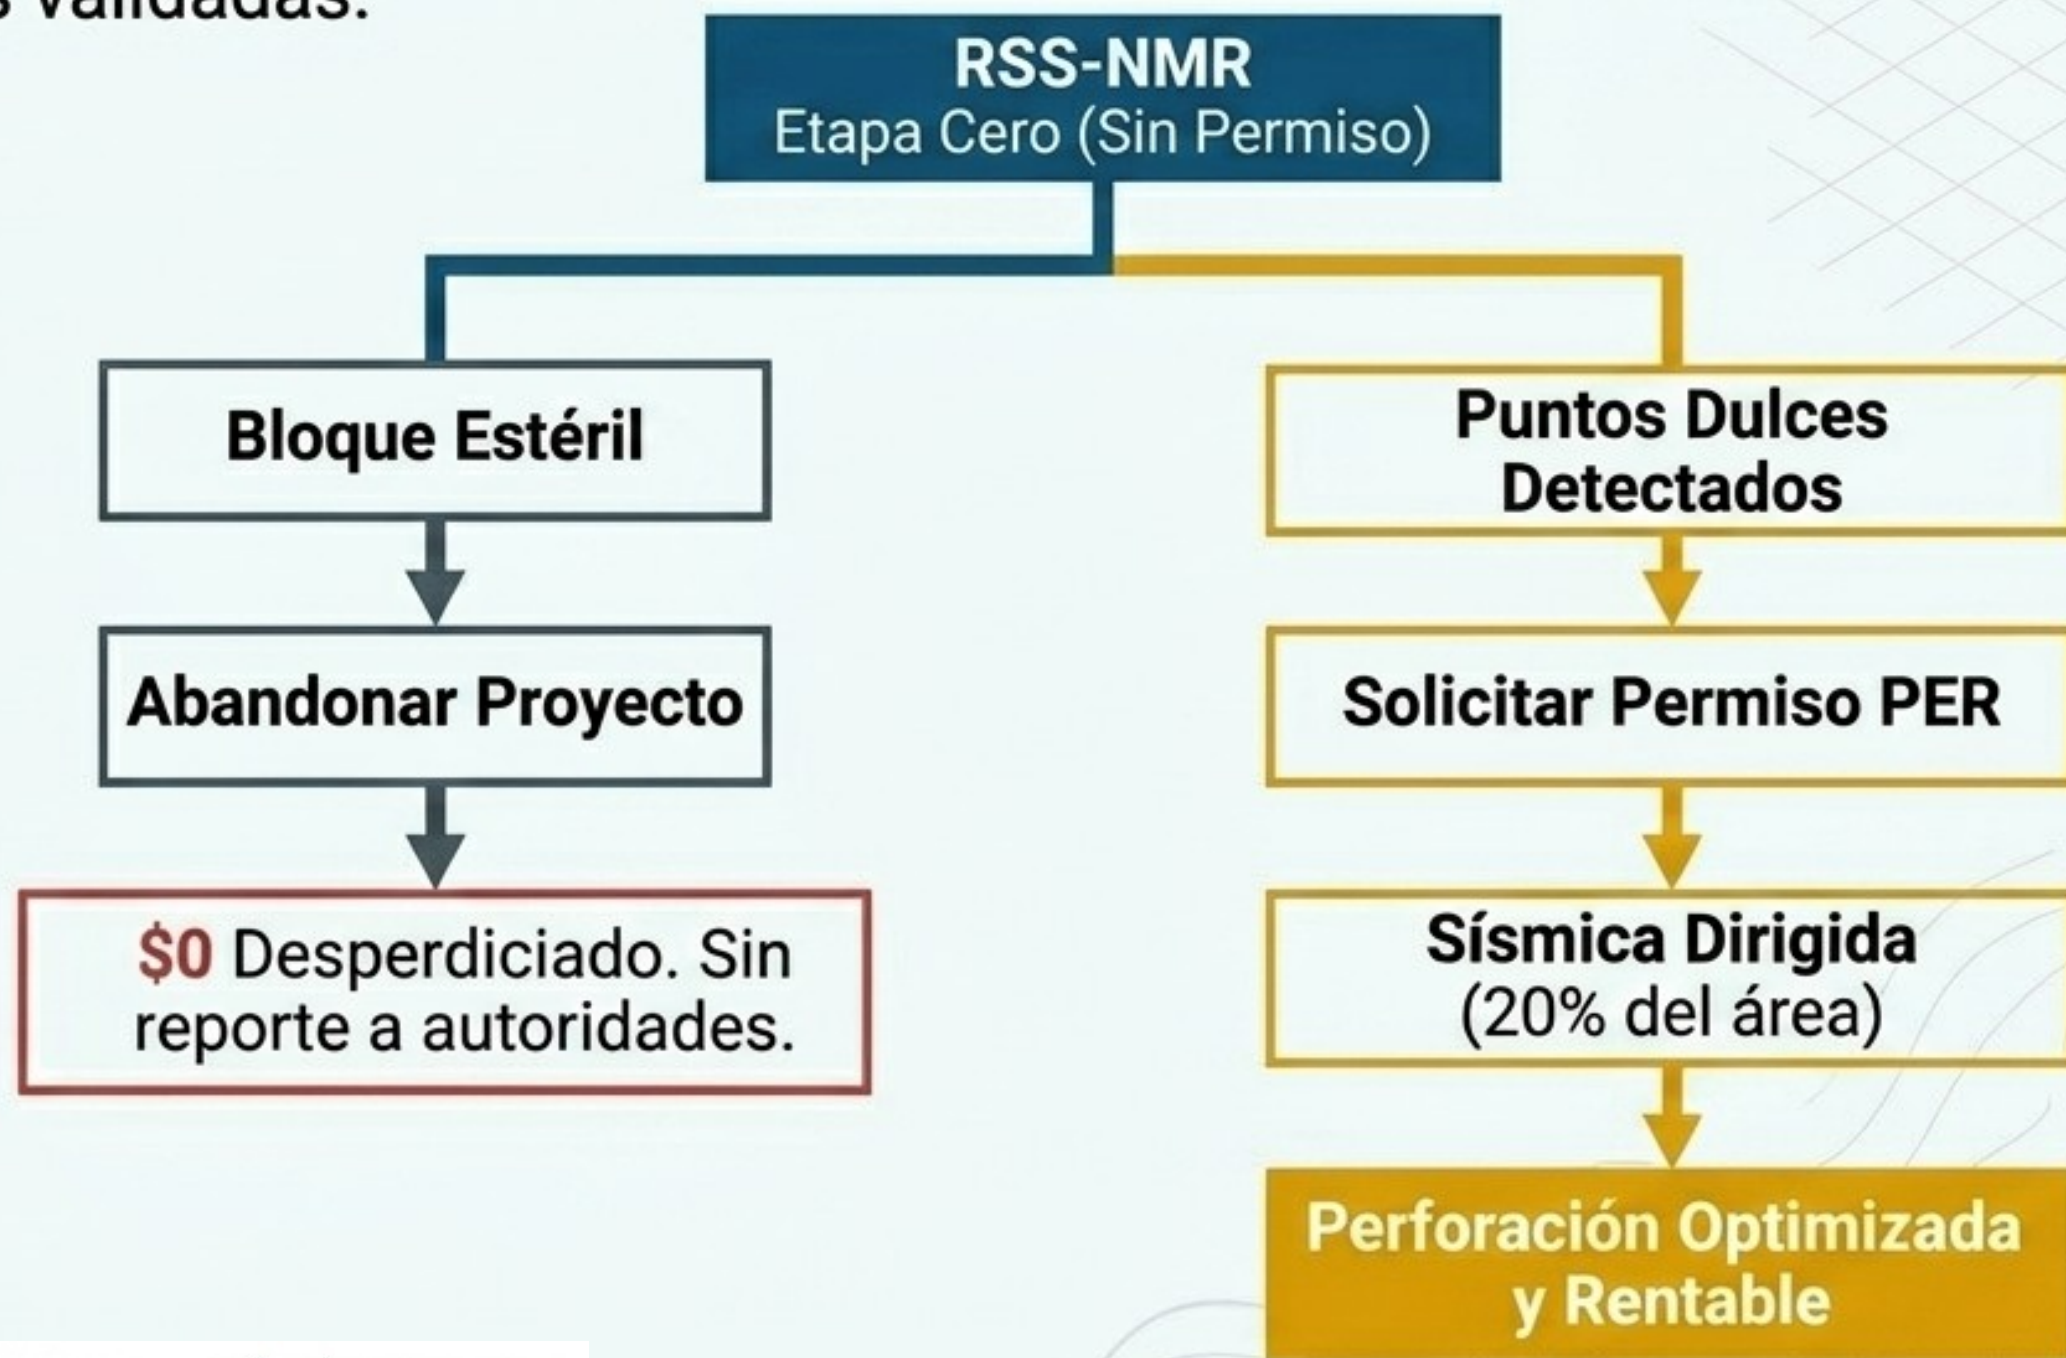 validadas.
RSS-NMR
Etapa Cero (Sin Permiso)
Bloque Estéril
Abandonar Proyecto
$0 Desperdiciado. Sin
reporte a autoridades.
Puntos Dulces
Detectados
Solicitar Permiso PER
Sísmica Dirigida
(20% del área)
Perforación Optimizada
y Rentable